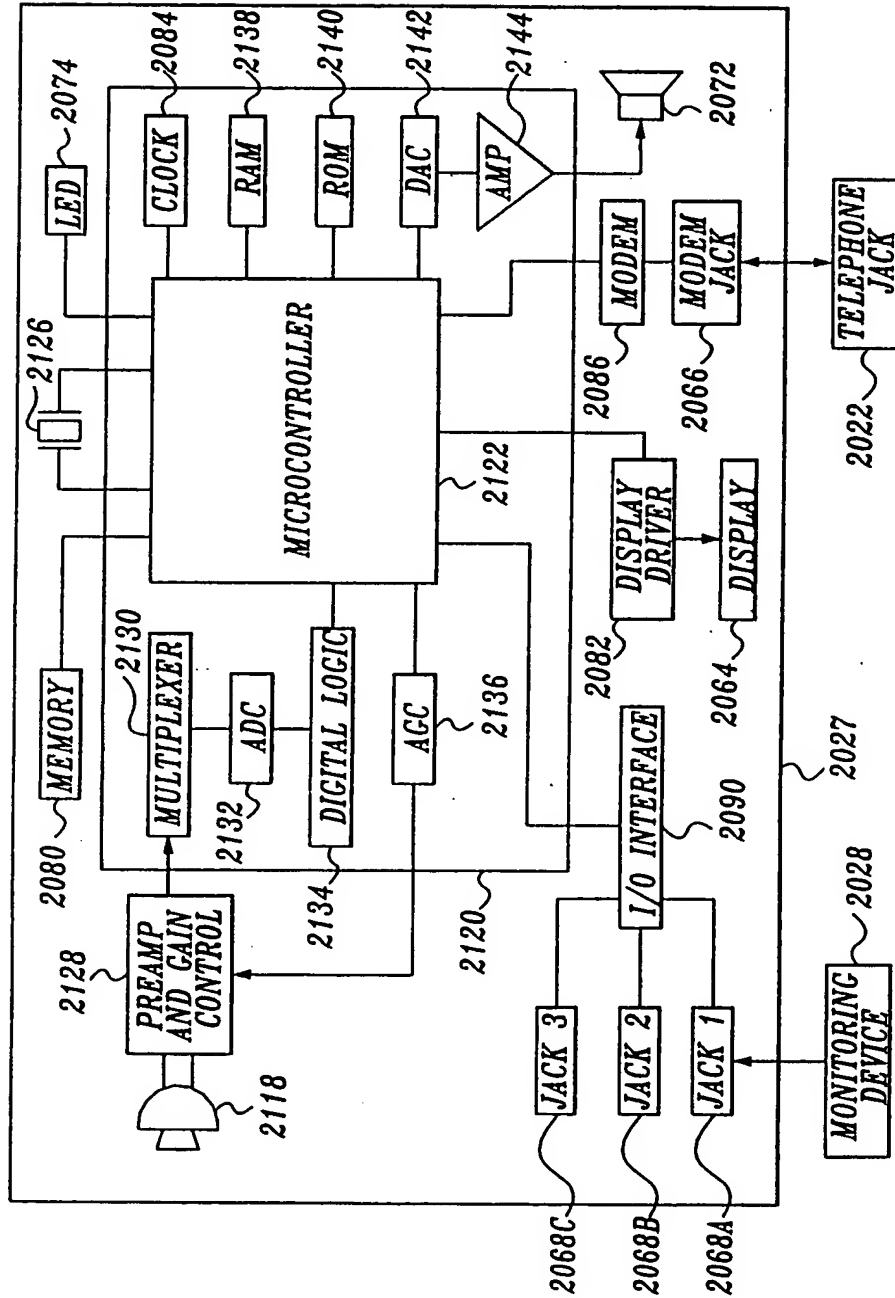 2126
2074
LED
2084
CLOCK
2138
RAM
2140
ROM
2142
DAC
2144
AMP
2072
2080
MEMORY
2130
MULTIPLEXER
2132
ADC
2134
DIGITAL LOGIC
2136
AGC
MICROCONTROLLER
2122
2128
PREAMP
AND GAIN
CONTROL
2118
2120
2068C
JACK 3
2068B
JACK 2
2068A
JACK 1
I/O INTERFACE
2090
2082
DISPLAY
DRIVER
2064
DISPLAY
2086
MODEM
2066
MODEM
JACK
2027
MONITORING
DEVICE
2028
2022
TELEPHONE
JACK